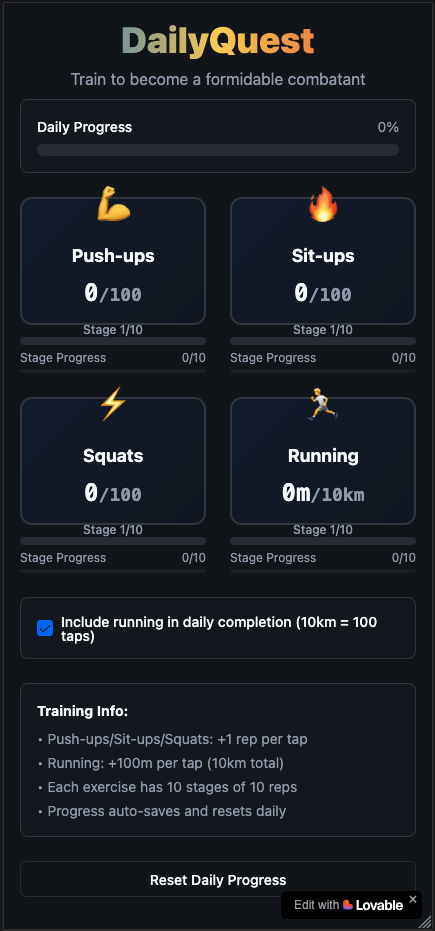 DailyQuest
Train to become a formidable combatant
Daily Progress 0%
Push-ups
0/100
Stage 1/10
Stage Progress 0/10
Sit-ups
0/100
Stage 1/10
Stage Progress 0/10
Squats
0/100
Stage 1/10
Stage Progress 0/10
Running
0m/10km
Stage 1/10
Stage Progress 0/10
Include running in daily completion (10km = 100
taps)
Training Info:
• Push-ups/Sit-ups/Squats: +1 rep per tap
• Running: +100m per tap (10km total)
• Each exercise has 10 stages of 10 reps
• Progress auto-saves and resets daily
Reset Daily Progress
Edit with Lovable ×